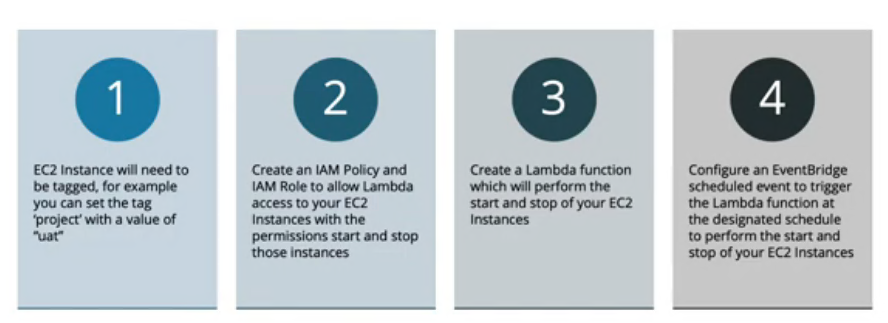 1
EC2 Instance will need to
be tagged, for example
you can set the tag
'project' with a value of
"uat"
2
Create an IAM Policy and
IAM Role to allow Lambda
access to your EC2
Instances with the
permissions start and stop
those instances
3
Create a Lambda function
which will perform the
start and stop of your EC2
Instances
4
Configure an EventBridge
scheduled event to trigger
the Lambda function at
the designated schedule
to perform the start and
stop of your EC2 Instances